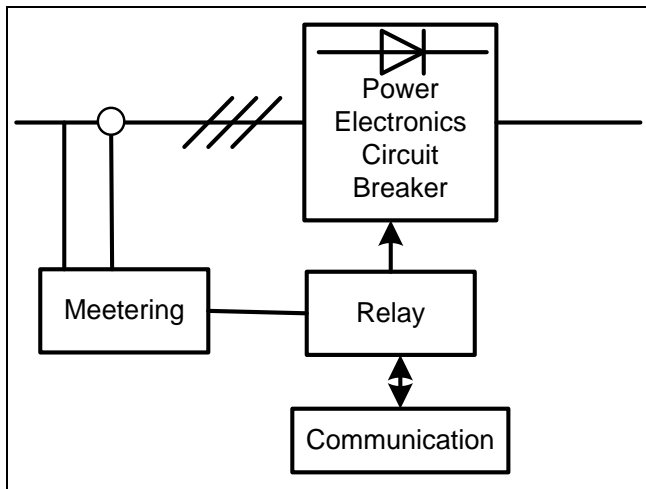 Power
Electronics
Circuit
Breaker
Meetering
Relay
Communication